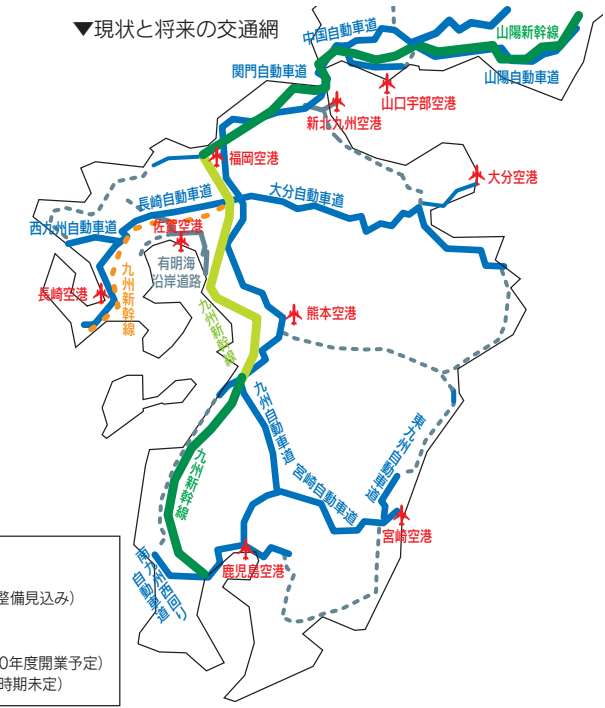 ▼現状と将来の交通網
中国自動車道
山陽新幹線
関門自動車道
山陽自動車道
山口宇部空港
新北九州空港
福岡空港
大分空港
長崎自動車道
大分自動車道
西九州自動車道
佐賀空港
有明海
沿岸道路
九州新幹線
長崎空港
九州新幹線
熊本空港
九州自動車道
東九州自動車道
九州新幹線
宮崎自動車道
宮崎空港
南九州西回り
自動車道
鹿児島空港
整備見込み）
0年度開業予定）
時期未定）